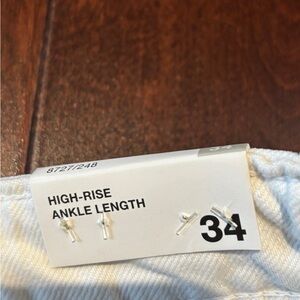 8727/248
HIGH-RISE
ANKLE LENGTH
34